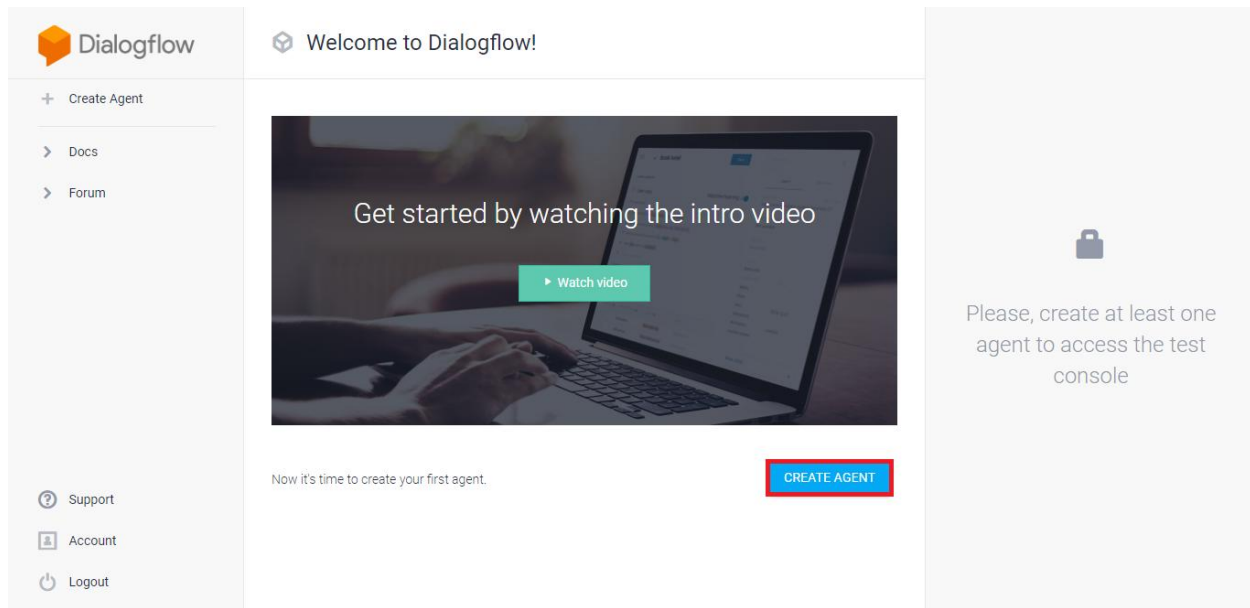 Dialogflow
Create Agent
Docs
Forum
Support
Account
Logout
Welcome to Dialogflow!
Get started by watching the intro video
Watch video
Now it's time to create your first agent.
CREATE AGENT
Please, create at least one
agent to access the test
console